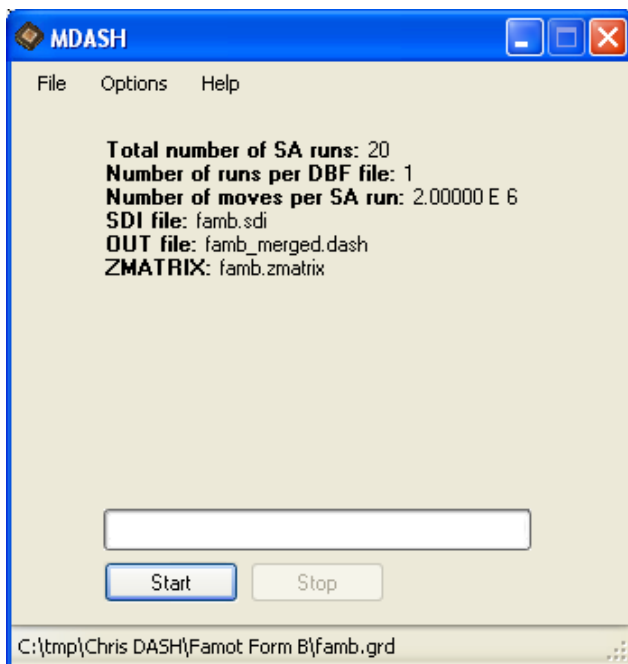 MDASH
File Options Help
Total number of SA runs: 20
Number of runs per DBF file: 1
Number of moves per SA run: 2.00000 E 6
SDI file: famb.sdi
OUT file: famb_merged.dash
ZMATRIX: famb.zmatrix
Start Stop
C:\tmp\Chris DASH\Famot Form B\famb.grd